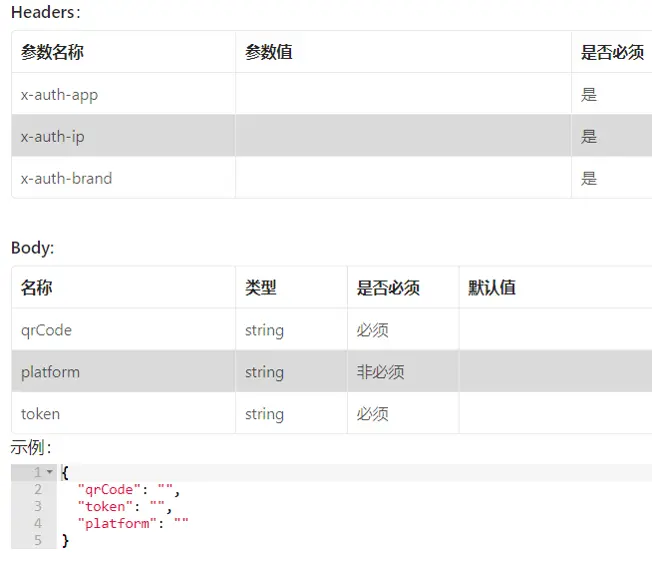 Headers：
参数名称 参数值 是否必须
x-auth-app 是
x-auth-ip 是
x-auth-brand 是
Body:
名称 类型 是否必须 默认值
qrCode string 必须
platform string 非必须
token string 必须
示例：
1 {
2 "qrCode": "",
3 "token": "",
4 "platform": ""
5 }